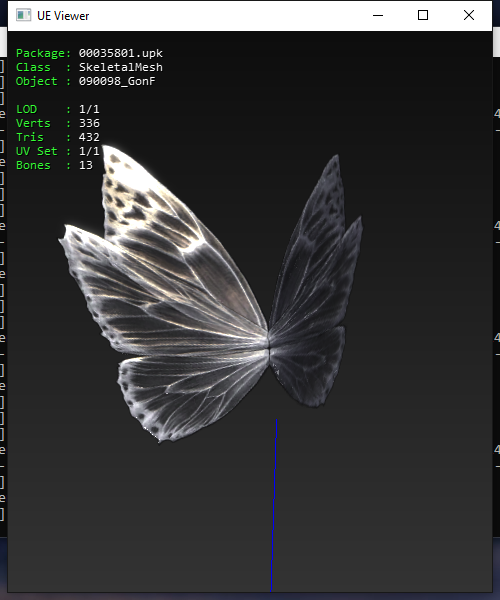 UE Viewer
Package: 00035801.upk
Class : SkeletalMesh
Object : 090098_GonF
LOD : 1/1
Verts : 336
Tris : 432
UV Set : 1/1
Bones : 13